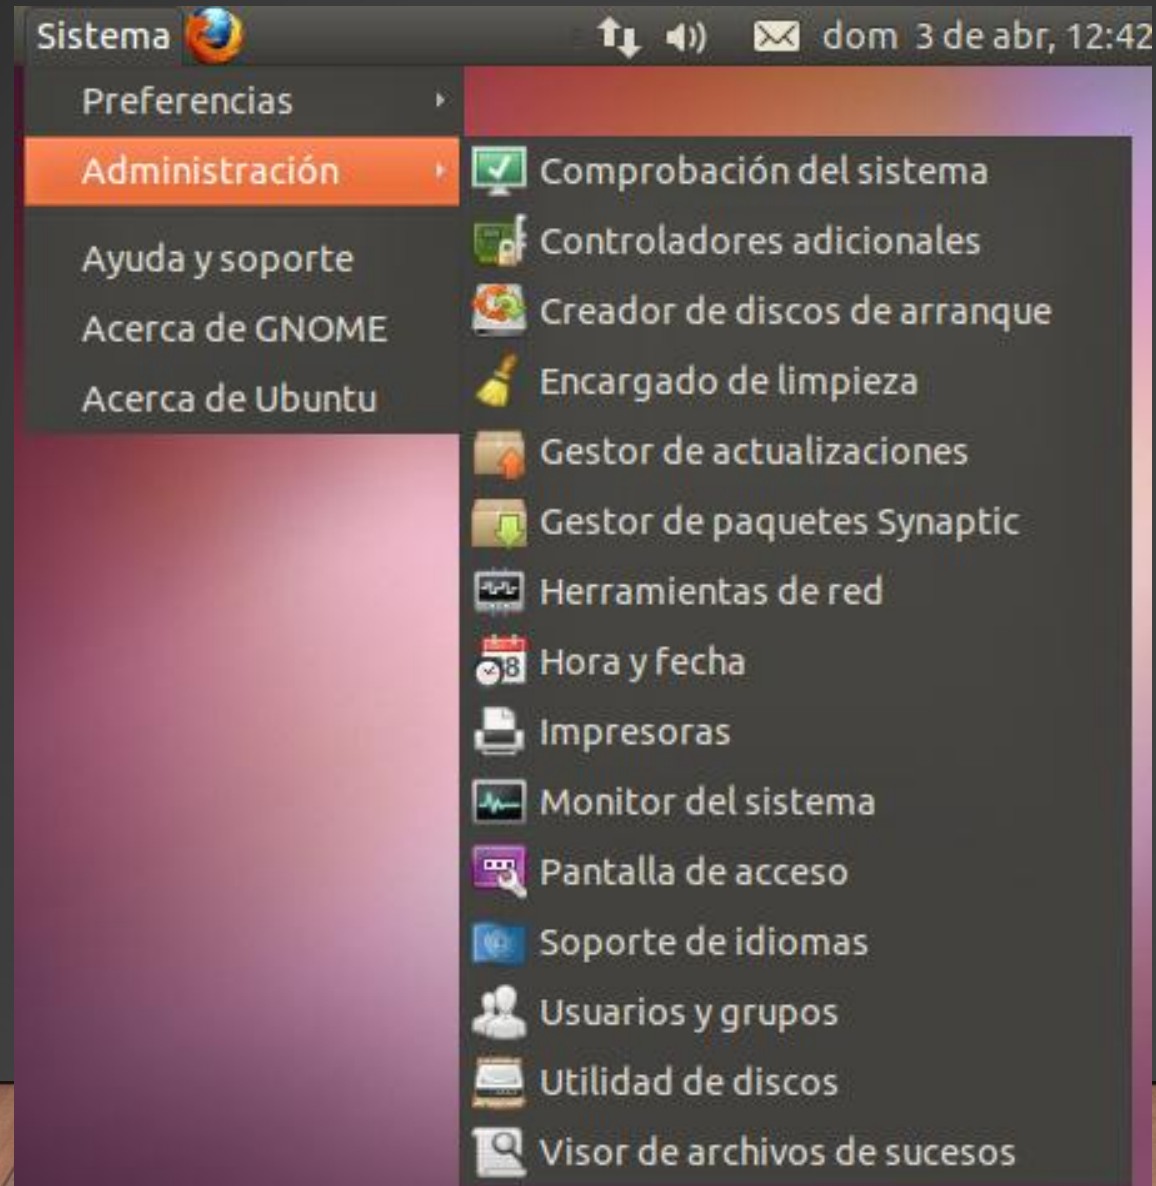 Sistema dom 3 de abr, 12:42
Preferencias
Administración
Ayuda y soporte
Acerca de GNOME
Acerca de Ubuntu
Comprobación del sistema
Controladores adicionales
Creador de discos de arranque
Encargado de limpieza
Gestor de actualizaciones
Gestor de paquetes Synaptic
Herramientas de red
Hora y fecha
Impresoras
Monitor del sistema
Pantalla de acceso
Soporte de idiomas
Usuarios y grupos
Utilidad de discos
Visor de archivos de sucesos